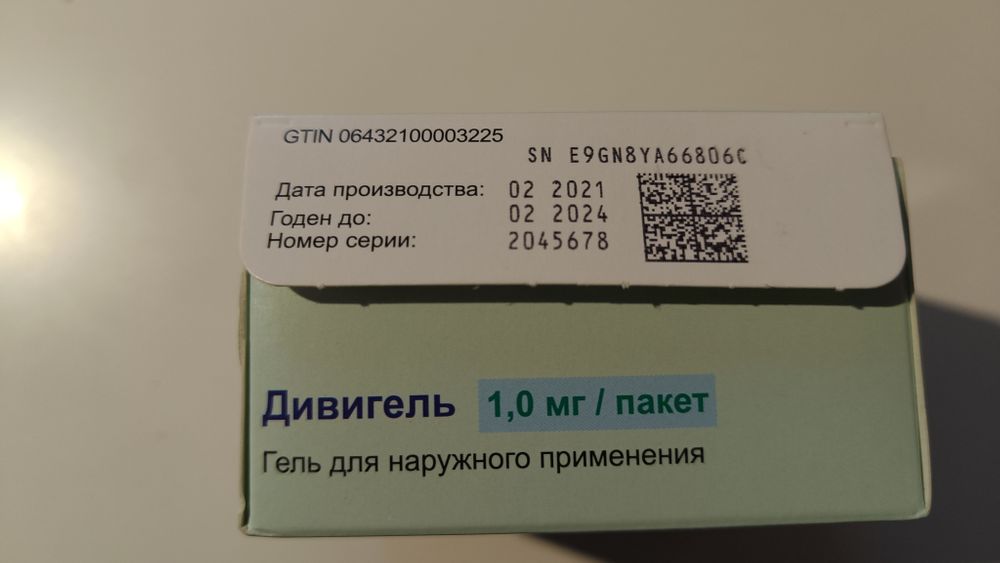 GTIN 06432100003225
SN E9GN8YA66806C
Дата производства: 02 2021
Годен до: 02 2024
Номер серии: 2045678
Дивигель 1,0 мг / пакет
Гель для наружного применения